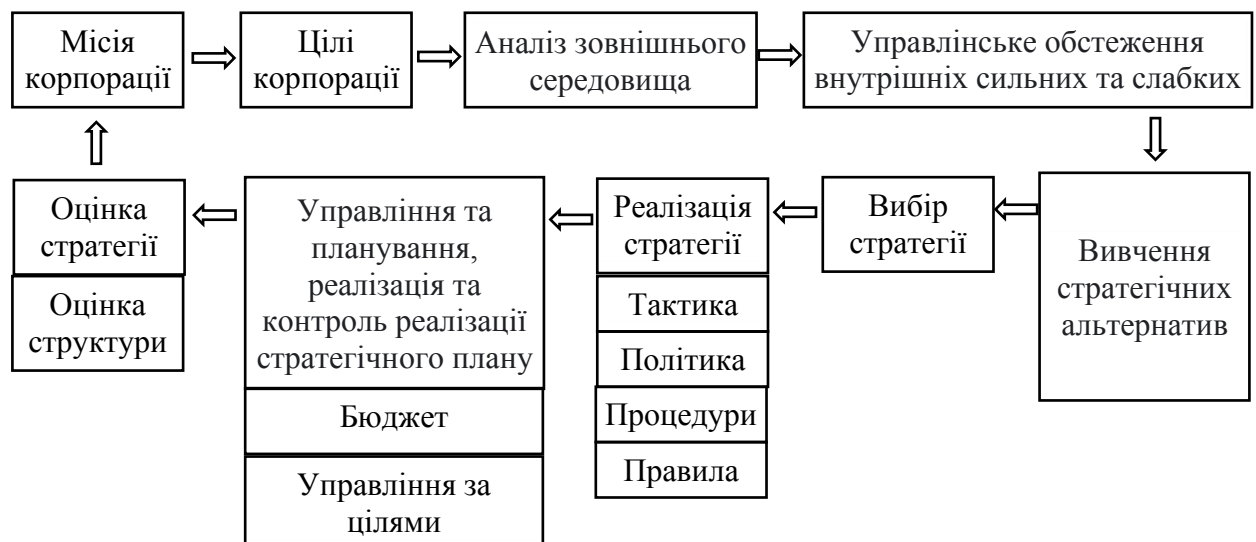 Місія
корпорації
Цілі
корпорації
Аналіз зовнішнього
середовища
Управлінське обстеження
внутрішніх сильних та слабких
Оцінка
стратегії
Оцінка
структури
Управління та
планування,
реалізація та
контроль реалізації
стратегічного плану
Бюджет
Управління за
цілями
Реалізація
стратегії
Тактика
Політика
Процедури
Правила
Вибір
стратегії
Вивчення
стратегічних
альтернатив